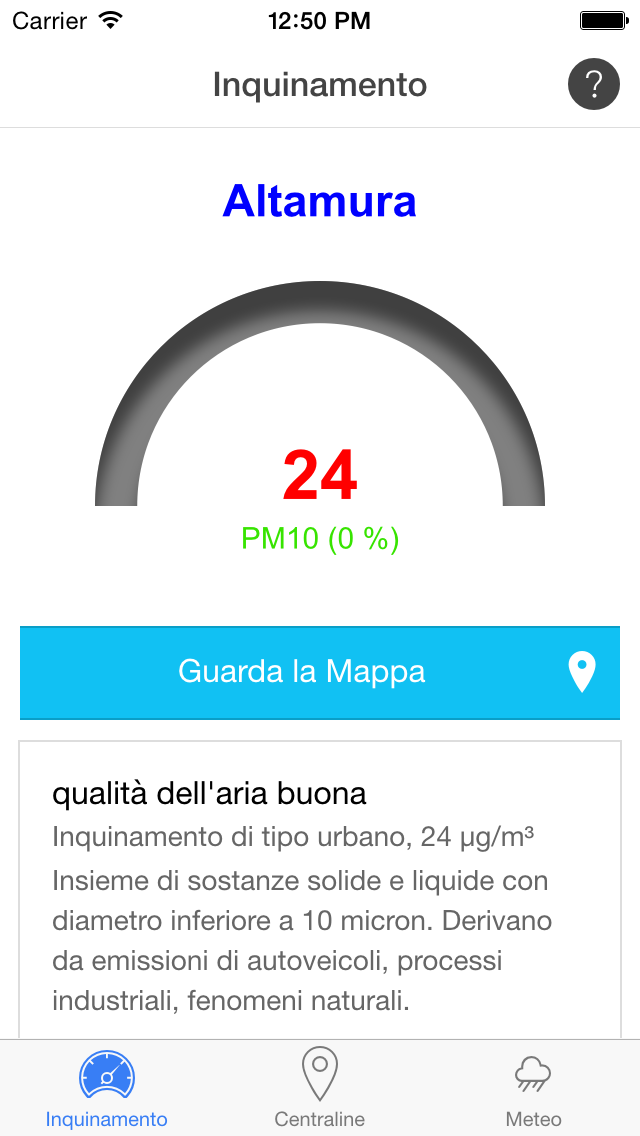 Carrier 12:50 PM
Inquinamento ?
Altamura
24
PM10 (0 %)
Guarda la Mappa
qualità dell'aria buona
Inquinamento di tipo urbano, 24 µg/m³
Insieme di sostanze solide e liquide con
diametro inferiore a 10 micron. Derivano
da emissioni di autoveicoli, processi
industriali, fenomeni naturali.
Inquinamento Centraline Meteo